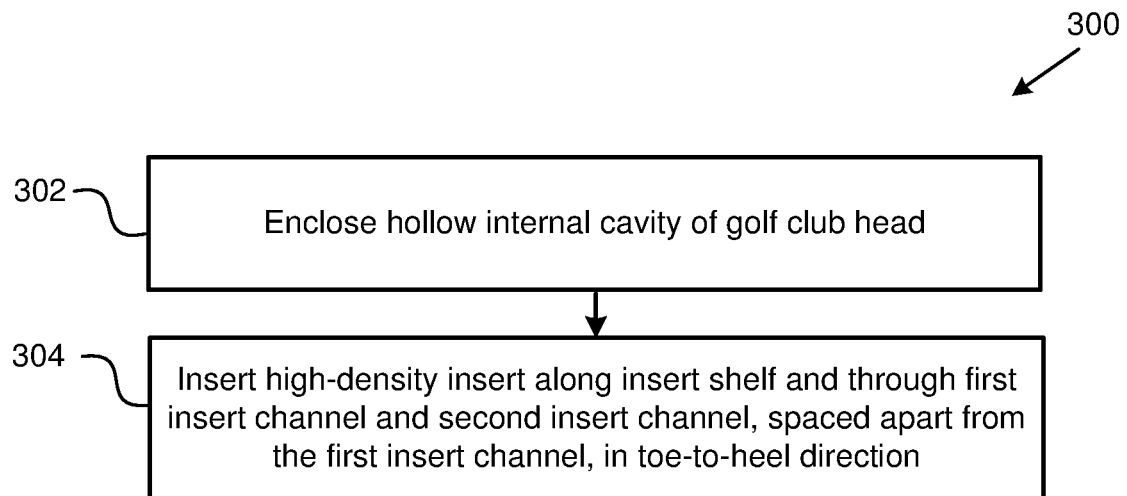 300
302
Enclose hollow internal cavity of golf club head
304
Insert high-density insert along insert shelf and through first
insert channel and second insert channel, spaced apart from
the first insert channel, in toe-to-heel direction